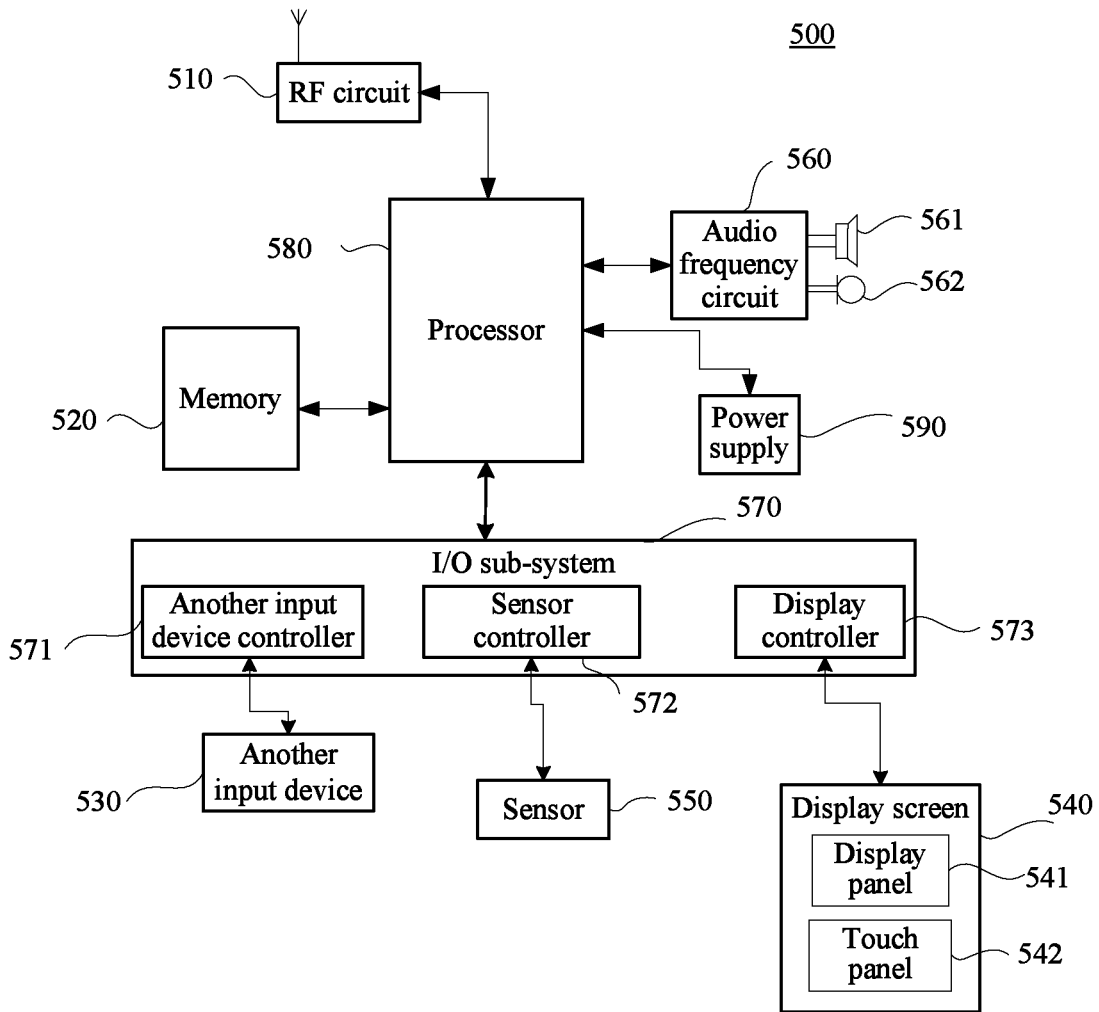 500
510
RF circuit
560
561
580
Audio
frequency
circuit
562
Processor
520
Memory
Power
supply
590
570
I/O sub-system
Another input
device controller
Sensor
controller
Display
controller
571
573
572
Another
input device
530
Sensor
550
Display screen
540
Display
panel
541
Touch
panel
542